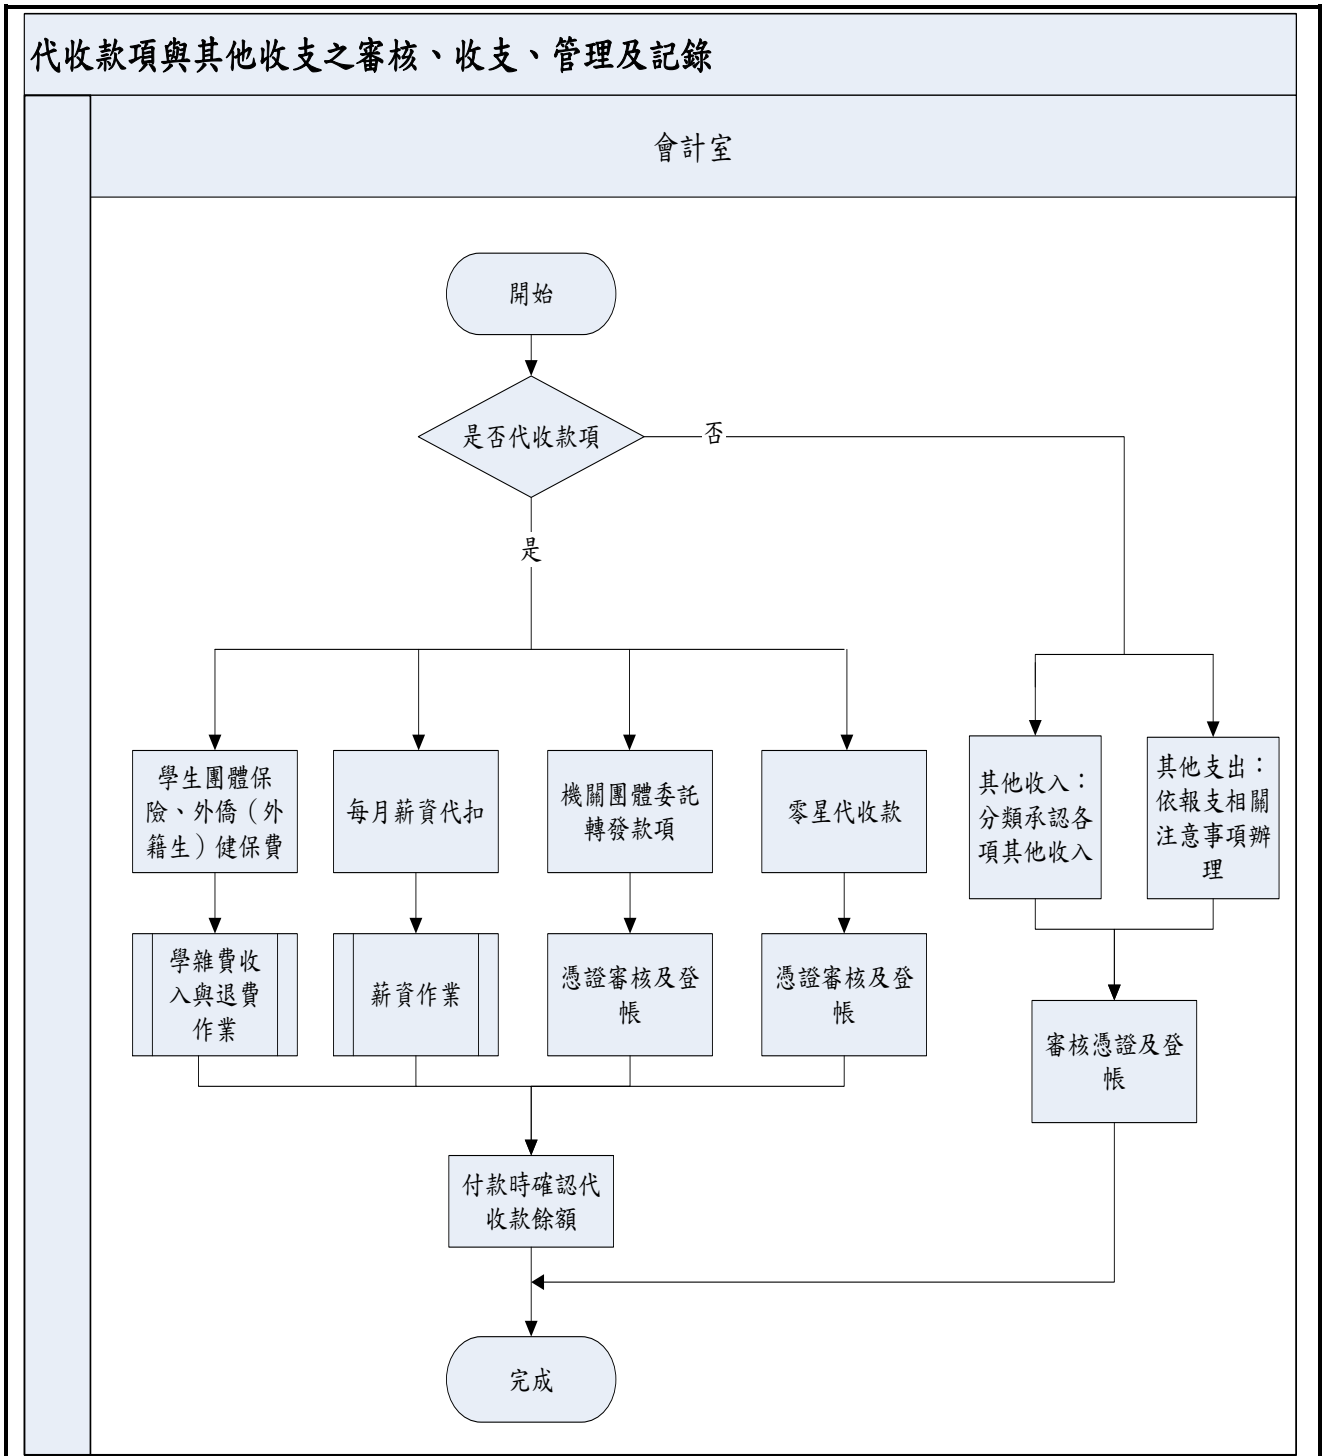 代收款項與其他收支之審核、收支、管理及記錄
會計室
開始
是否代收款項
否
是
學生團體保
險、外僑（外
籍生）健保費
每月薪資代扣
機關團體委託
轉發款項
零星代收款
其他收入：
分類承認各
項其他收入
其他支出：
依報支相關
注意事項辦
理
學雜費收
入與退費
作業
薪資作業
憑證審核及登
帳
憑證審核及登
帳
審核憑證及登
帳
付款時確認代
收款餘額
完成